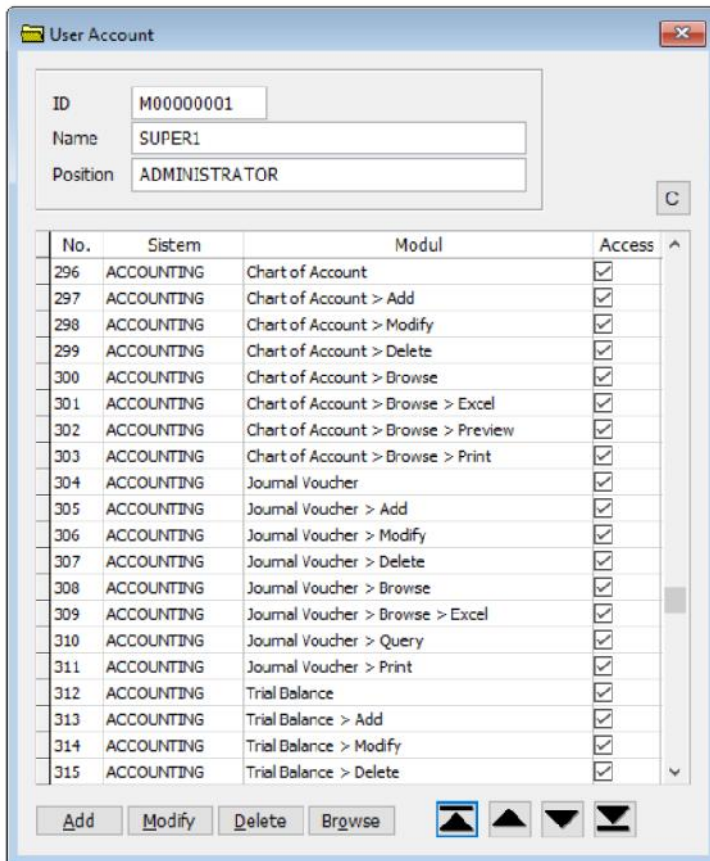 User Account
ID M00000001
Name SUPER1
Position ADMINISTRATOR
C
No. Sistem Modul Access
296 ACCOUNTING Chart of Account
297 ACCOUNTING Chart of Account > Add
298 ACCOUNTING Chart of Account > Modify
299 ACCOUNTING Chart of Account > Delete
300 ACCOUNTING Chart of Account > Browse
301 ACCOUNTING Chart of Account > Browse > Excel
302 ACCOUNTING Chart of Account > Browse > Preview
303 ACCOUNTING Chart of Account > Browse > Print
304 ACCOUNTING Journal Voucher
305 ACCOUNTING Journal Voucher > Add
306 ACCOUNTING Journal Voucher > Modify
307 ACCOUNTING Journal Voucher > Delete
308 ACCOUNTING Journal Voucher > Browse
309 ACCOUNTING Journal Voucher > Browse > Excel
310 ACCOUNTING Journal Voucher > Query
311 ACCOUNTING Journal Voucher > Print
312 ACCOUNTING Trial Balance
313 ACCOUNTING Trial Balance > Add
314 ACCOUNTING Trial Balance > Modify
315 ACCOUNTING Trial Balance > Delete
Add Modify Delete Browse